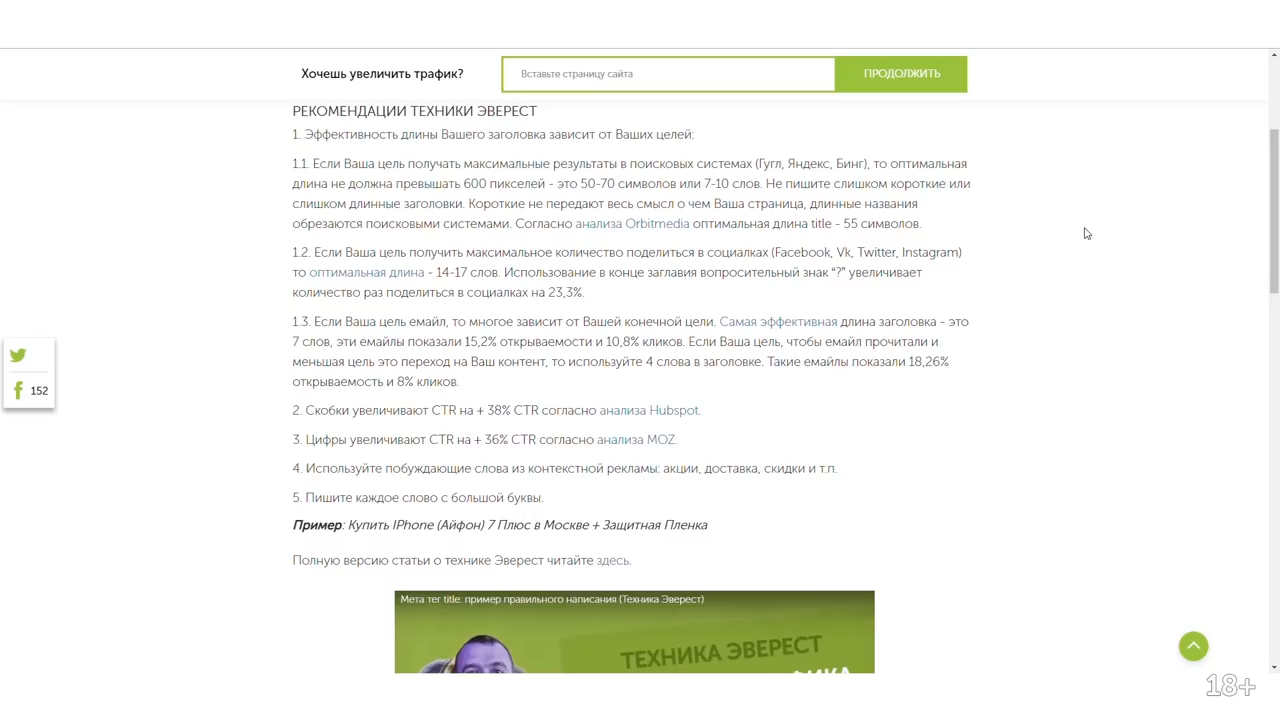 Хочешь увеличить трафик?
Вставьте страницу сайта
ПРОДОЛЖИТЬ
РЕКОМЕНДАЦИИ ТЕХНИКИ ЭВЕРЕСТ
1. Эффективность длины Вашего заголовка зависит от Ваших целей:
1.1. Если Ваша цель получать максимальные результаты в поисковых системах (Гугл, Яндекс, Бинг), то оптимальная
длина не должна превышать 600 пикселей - это 50-70 символов или 7-10 слов. Не пишите слишком короткие или
слишком длинные заголовки. Короткие не передают весь смысл о чем Ваша страница, длинные названия
обрезаются поисковыми системами. Согласно анализа Orbitmedia оптимальная длина title - 55 символов.
1.2. Если Ваша цель получить максимальное количество поделиться в социалках (Facebook, Vk, Twitter, Instagram)
то оптимальная длина - 14-17 слов. Использование в конце заглавия вопросительный знак “?” увеличивает
количество раз поделиться в социалках на 23,3%.
1.3. Если Ваша цель емайл, то многое зависит от Вашей конечной цели. Самая эффективная длина заголовка - это
7 слов, эти емайлы показали 15,2% открываемости и 10,8% кликов. Если Ваша цель, чтобы емайл прочитали и
меньшая цель это переход на Ваш контент, то используйте 4 слова в заголовке. Такие емайлы показали 18,26%
открываемость и 8% кликов.
152
2. Скобки увеличивают CTR на + 38% CTR согласно анализа Hubspot.
3. Цифры увеличивают CTR на + 36% CTR согласно анализа MOZ.
4. Используйте побуждающие слова из контекстной рекламы: акции, доставка, скидки и т.п.
5. Пишите каждое слово с большой буквы.
Пример: Купить IPhone (Айфон) 7 Плюс в Москве + Защитная Пленка
Полную версию статьи о технике Эверест читайте здесь.
Мета тег title: пример правильного написания (Техника Эверест)
ТЕХНИКА ЭВЕРЕСТ
18+